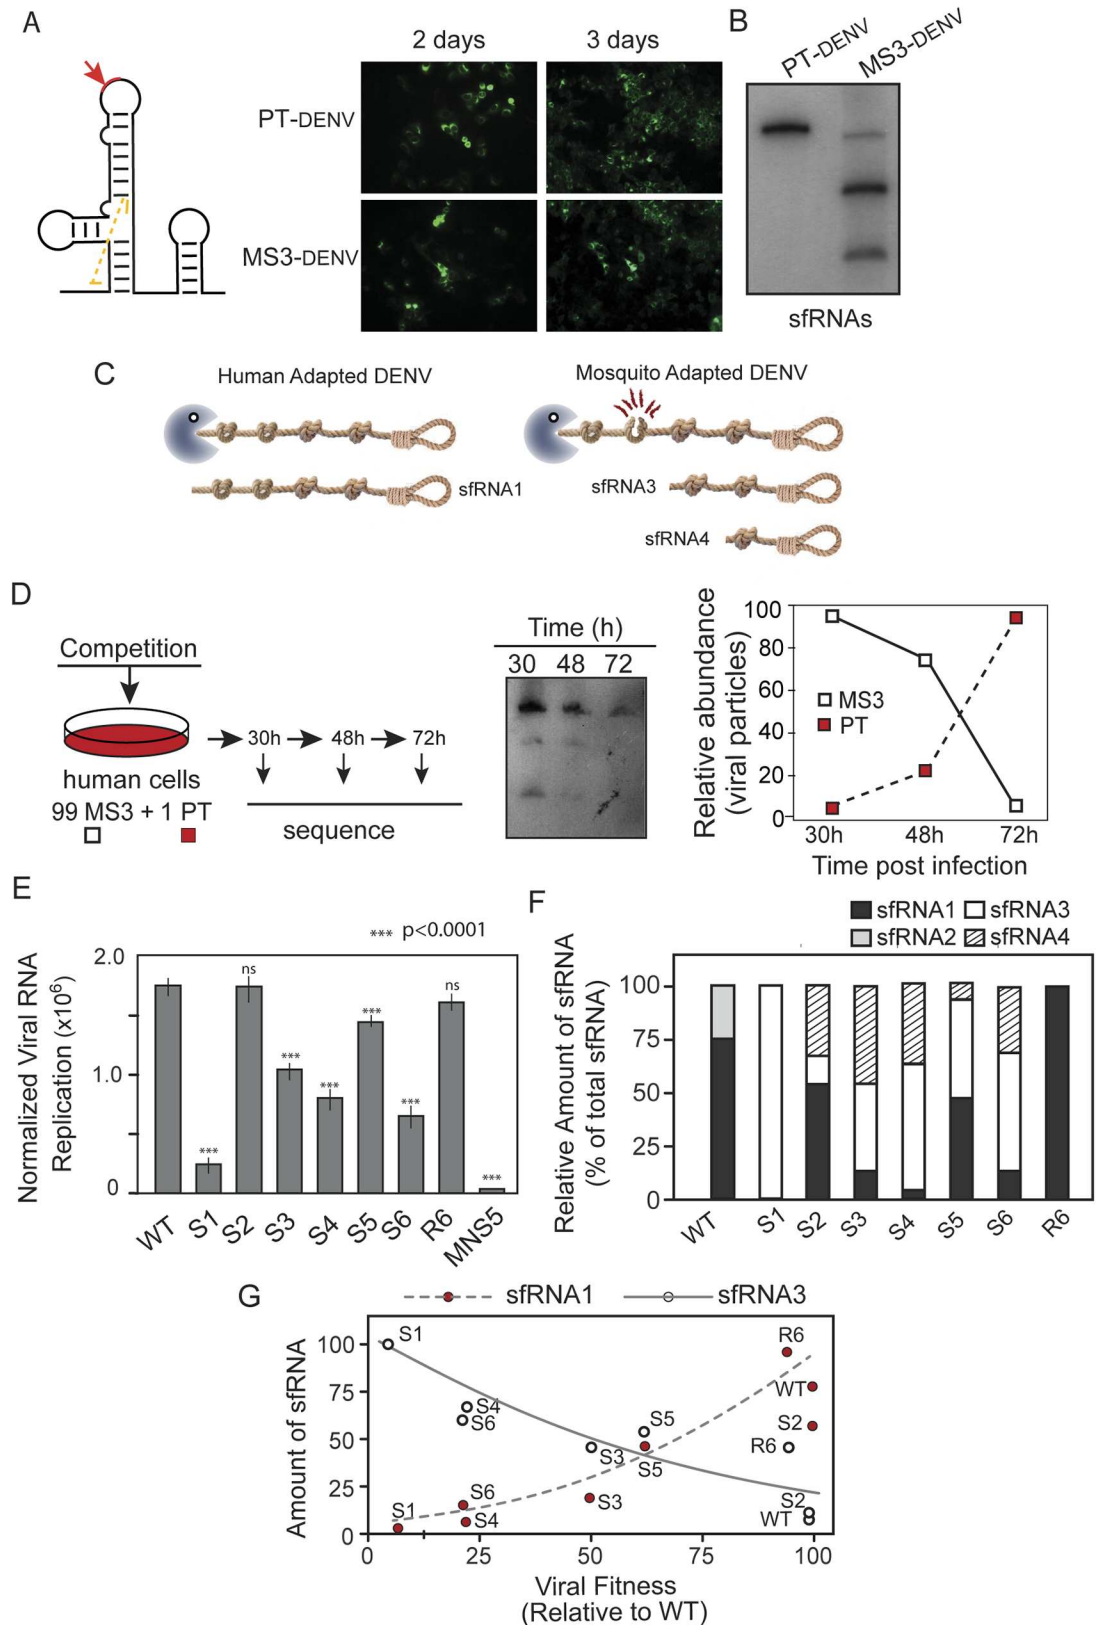 A
2 days 3 days
PT-DENV
MS3-DENV
B
PT-DENV MS3-DENV
sfRNAs
C
Human Adapted DENV Mosquito Adapted DENV
sfRNA1
sfRNA3
sfRNA4
D
Competition
30h 48h 72h
human cells
99 MS3 + 1 PT
sequence
Time (h)
30 48 72
Relative abundance
(viral particles)
100
80
60
40
20
0
MS3
PT
30h 48h 72h
Time post infection
E
*** p<0.0001
Normalized Viral RNA
Replication (x10⁶)
2.0
1.0
0
*** ns *** *** *** *** ns ***
WT S1 S2 S3 S4 S5 S6 R6 MNS5
F
sfRNA1 sfRNA3
sfRNA2 sfRNA4
Relative Amount of sfRNA
(% of total sfRNA)
100
75
50
25
0
WT S1 S2 S3 S4 S5 S6 R6
G
sfRNA1 sfRNA3
Amount of sfRNA
100
75
50
25
0
S1
S4
S6
S3
S5
R6
S2
WT
S1
S6
S4
S3
S5
R6
WT
S2
0 25 50 75 100
Viral Fitness
(Relative to WT)